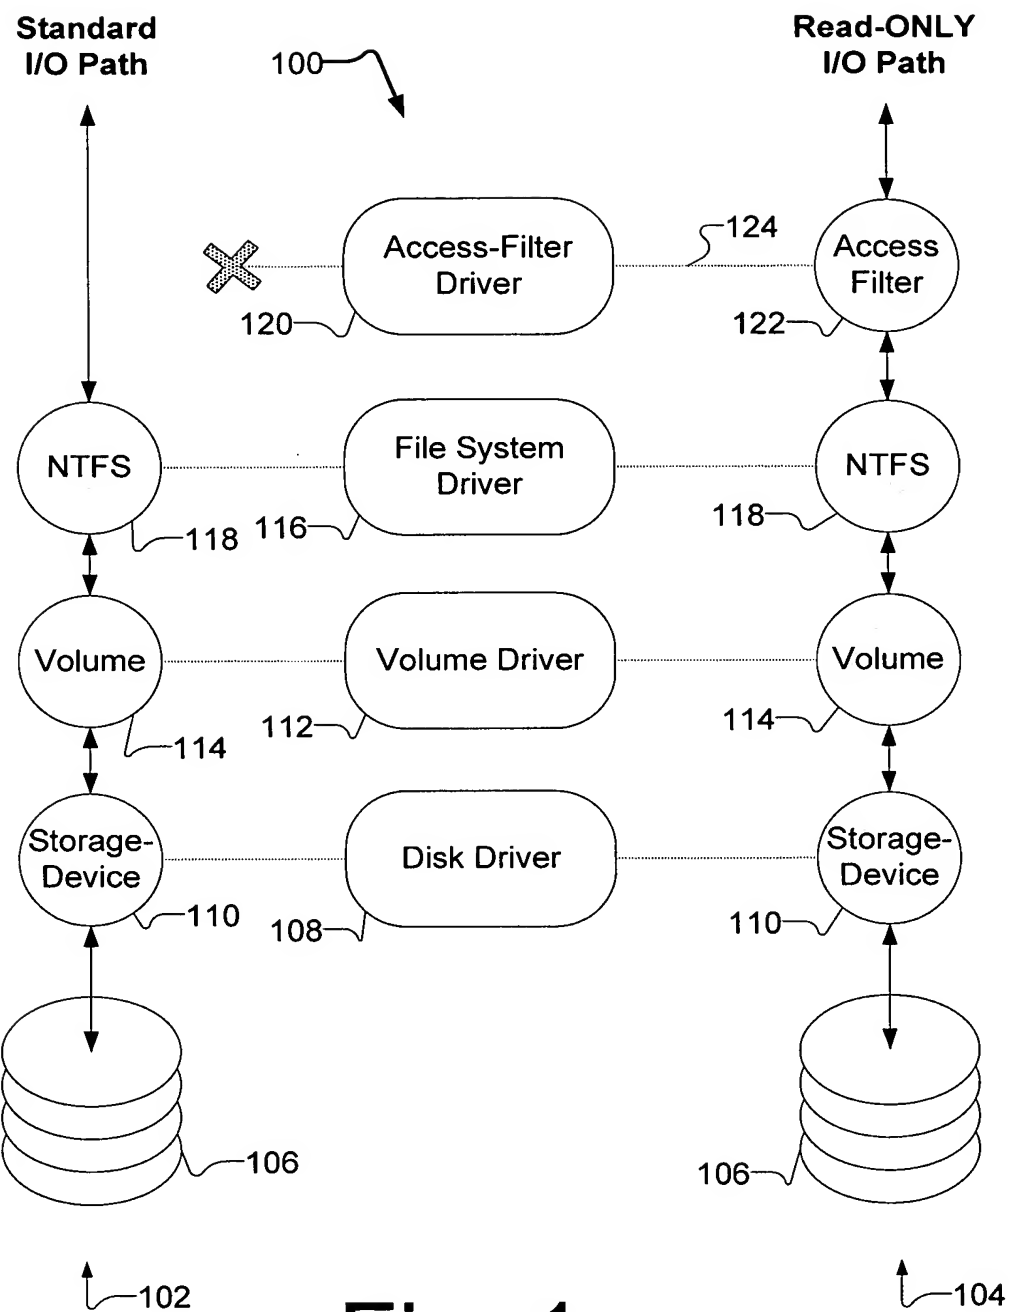 Standard
I/O Path
Read-ONLY
I/O Path
100
Access-Filter
Driver
124
Access
Filter
120
122
NTFS
File System
Driver
NTFS
118
116
118
Volume
Volume Driver
Volume
114
112
114
Storage-
Device
Disk Driver
Storage-
Device
110
108
110
106
106
102
104